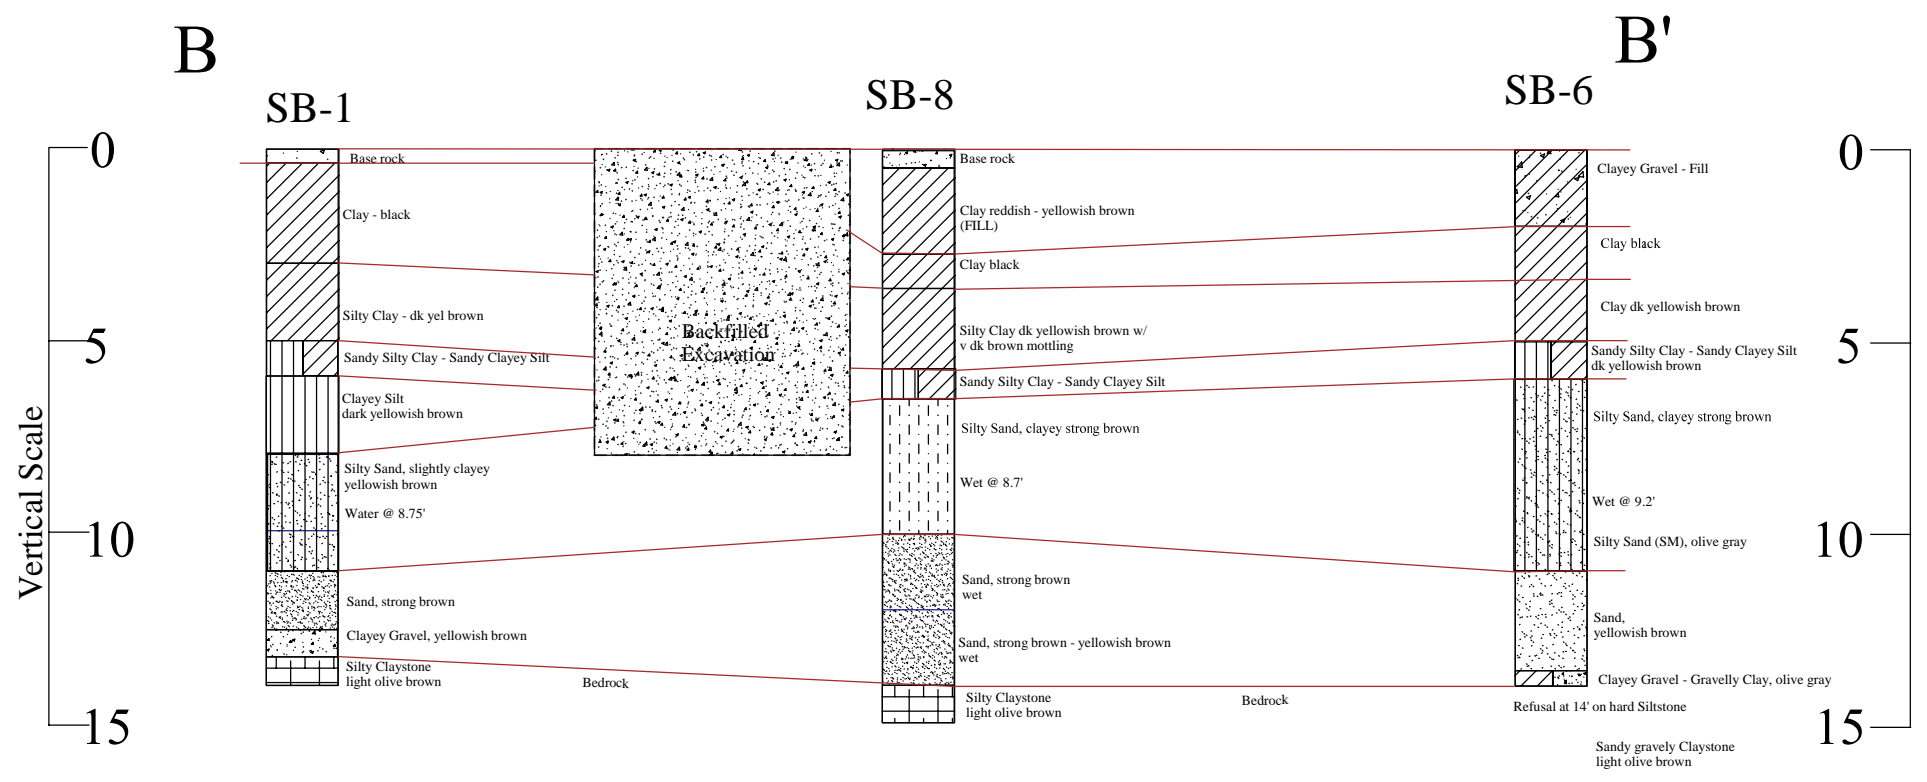 B
B'
SB-1
SB-8
SB-6
0
5
10
15
Vertical Scale
Base rock
Clay - black
Silty Clay - dk yel brown
Sandy Silty Clay - Sandy Clayey Silt
Clayey Silt
dark yellowish brown
Silty Sand, slightly clayey
yellowish brown
Water @ 8.75'
Sand, strong brown
Clayey Gravel, yellowish brown
Silty Claystone
light olive brown
Bedrock
Backfilled
Excavation
Base rock
Clay reddish - yellowish brown
(FILL)
Clay black
Silty Clay dk yellowish brown w/
v dk brown mottling
Sandy Silty Clay - Sandy Clayey Silt
Silty Sand, clayey strong brown
Wet @ 8.7'
Sand, strong brown
wet
Sand, strong brown - yellowish brown
wet
Silty Claystone
light olive brown
Bedrock
Clayey Gravel - Fill
Clay black
Clay dk yellowish brown
Sandy Silty Clay - Sandy Clayey Silt
dk yellowish brown
Silty Sand, clayey strong brown
Wet @ 9.2'
Silty Sand (SM), olive gray
Sand,
yellowish brown
Clayey Gravel - Gravelly Clay, olive gray
Refusal at 14' on hard Siltstone
Sandy gravely Claystone
light olive brown
0
5
10
15